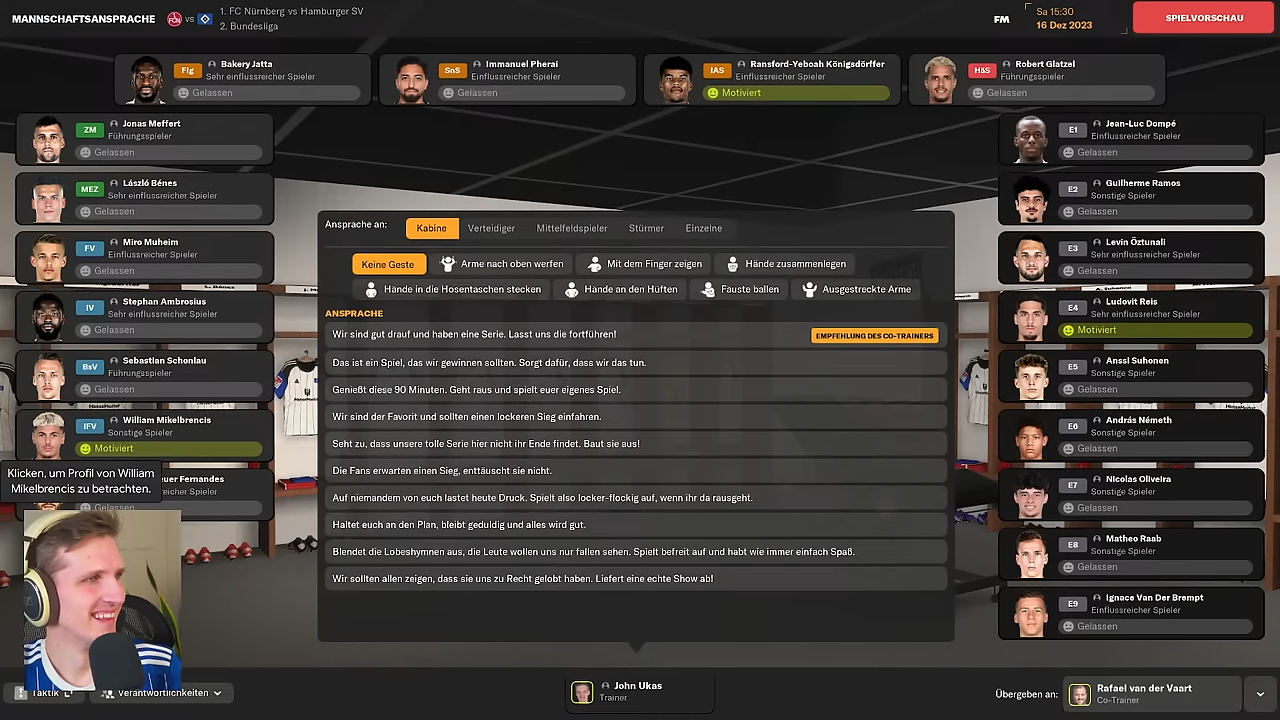 MANNSCHAFTSANSPRACHE
vs
1. FC Nürnberg vs Hamburger SV
2. Bundesliga
FM
Sa 15:30
16 Dez 2023
SPIELVORSCHAU
Flg
Bakery Jatta
Sehr einflussreicher Spieler
Gelassen
SnS
Immanuel Pherai
Einflussreicher Spieler
Gelassen
IAS
Ransford-Yeboah Königsdörffer
Einflussreicher Spieler
Motiviert
HäS
Robert Glatzel
Führungsspieler
Gelassen
ZM
Jonas Meffert
Führungsspieler
Gelassen
MEZ
László Bénes
Sehr einflussreicher Spieler
Gelassen
FV
Miro Muheim
Einflussreicher Spieler
Gelassen
IV
Stephan Ambrosius
Sehr einflussreicher Spieler
Gelassen
BsV
Sebastian Schonlau
Führungsspieler
Gelassen
IFV
William Mikelbrencis
Sonstige Spieler
Motiviert
Klicken, um Profil von William
Mikelbrencis zu betrachten.
uer Fernandes
reicher Spieler
Gelassen
Ansprache an:
Kabine
Verteidiger
Mittelfeldspieler
Stürmer
Einzelne
Keine Geste
Arme nach oben werfen
Mit dem Finger zeigen
Hände zusammenlegen
Hände in die Hosentaschen stecken
Hände an den Hüften
Fäuste ballen
Ausgestreckte Arme
ANSPRACHE
Wir sind gut drauf und haben eine Serie. Lasst uns die fortführen!
EMPFEHLUNG DES CO-TRAINERS
Das ist ein Spiel, das wir gewinnen sollten. Sorgt dafür, dass wir das tun.
Genießt diese 90 Minuten. Geht raus und spielt euer eigenes Spiel.
Wir sind der Favorit und sollten einen lockeren Sieg einfahren.
Seht zu, dass unsere tolle Serie hier nicht ihr Ende findet. Baut sie aus!
Die Fans erwarten einen Sieg, enttäuscht sie nicht.
Auf niemandem von euch lastet heute Druck. Spielt also locker-flockig auf, wenn ihr da rausgeht.
Haltet euch an den Plan, bleibt geduldig und alles wird gut.
Blendet die Lobeshymnen aus, die Leute wollen uns nur fallen sehen. Spielt befreit auf und habt wie immer einfach Spaß.
Wir sollten allen zeigen, dass sie uns zu Recht gelobt haben. Liefert eine echte Show ab!
E1
Jean-Luc Dompé
Einflussreicher Spieler
Gelassen
E2
Guilherme Ramos
Sonstige Spieler
Gelassen
E3
Levin Öztunali
Sehr einflussreicher Spieler
Gelassen
E4
Ludovit Reis
Sehr einflussreicher Spieler
Motiviert
E5
Anssi Suhonen
Sonstige Spieler
Gelassen
E6
András Németh
Sonstige Spieler
Gelassen
E7
Nicolas Oliveira
Sonstige Spieler
Gelassen
E8
Matheo Raab
Sonstige Spieler
Gelassen
E9
Ignace Van Der Brempt
Einflussreicher Spieler
Gelassen
Taktik
Verantwortlichkeiten
John Ukas
Trainer
Übergeben an:
Rafael van der Vaart
Co-Trainer